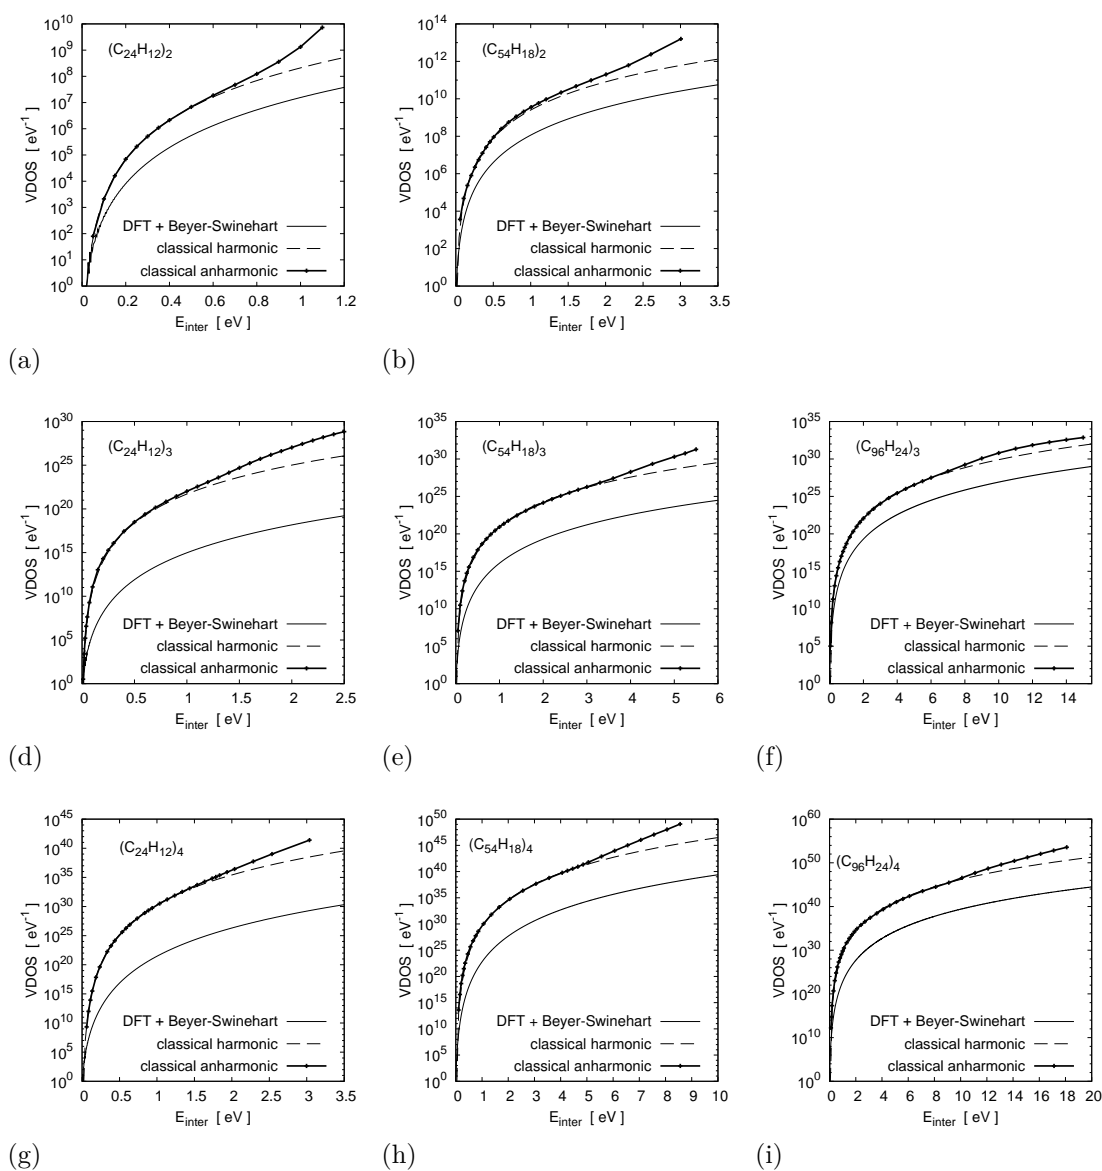 (C24H12)2
VDOS [ eV-1 ]
10^10
10^9
10^8
10^7
10^6
10^5
10^4
10^3
10^2
10^1
10^0
DFT + Beyer-Swinehart
classical harmonic
classical anharmonic
0 0.2 0.4 0.6 0.8 1 1.2
Einter [ eV ]
(a)
(C54H18)2
VDOS [ eV-1 ]
10^14
10^12
10^10
10^8
10^6
10^4
10^2
10^0
DFT + Beyer-Swinehart
classical harmonic
classical anharmonic
0 0.5 1 1.5 2 2.5 3 3.5
Einter [ eV ]
(b)
(C24H12)3
VDOS [ eV-1 ]
10^30
10^25
10^20
10^15
10^10
10^5
10^0
DFT + Beyer-Swinehart
classical harmonic
classical anharmonic
0 0.5 1 1.5 2 2.5
Einter [ eV ]
(d)
(C54H18)3
VDOS [ eV-1 ]
10^35
10^30
10^25
10^20
10^15
10^10
10^5
10^0
DFT + Beyer-Swinehart
classical harmonic
classical anharmonic
0 1 2 3 4 5 6
Einter [ eV ]
(e)
(C96H24)3
VDOS [ eV-1 ]
10^35
10^30
10^25
10^20
10^15
10^10
10^5
10^0
DFT + Beyer-Swinehart
classical harmonic
classical anharmonic
0 2 4 6 8 10 12 14
Einter [ eV ]
(f)
(C24H12)4
VDOS [ eV-1 ]
10^45
10^40
10^35
10^30
10^25
10^20
10^15
10^10
10^5
10^0
DFT + Beyer-Swinehart
classical harmonic
classical anharmonic
0 0.5 1 1.5 2 2.5 3 3.5
Einter [ eV ]
(g)
(C54H18)4
VDOS [ eV-1 ]
10^50
10^45
10^40
10^35
10^30
10^25
10^20
10^15
10^10
10^5
10^0
DFT + Beyer-Swinehart
classical harmonic
classical anharmonic
0 1 2 3 4 5 6 7 8 9 10
Einter [ eV ]
(h)
(C96H24)4
VDOS [ eV-1 ]
10^60
10^50
10^40
10^30
10^20
10^10
10^0
DFT + Beyer-Swinehart
classical harmonic
classical anharmonic
0 2 4 6 8 10 12 14 16 18 20
Einter [ eV ]
(i)